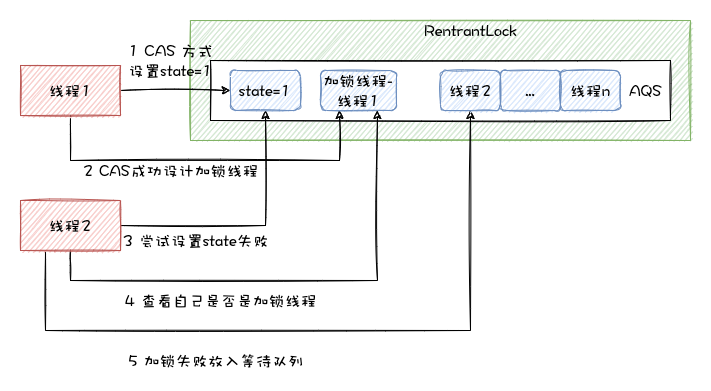 RentrantLock
1 CAS 方式
设置state=1
线程1
state=1
加锁线程-
线程1
线程2
...
线程n
AQS
2 CAS成功设计加锁线程
线程2
3 尝试设置state失败
4 查看自己是否是加锁线程
5 加锁失败放入等待队列